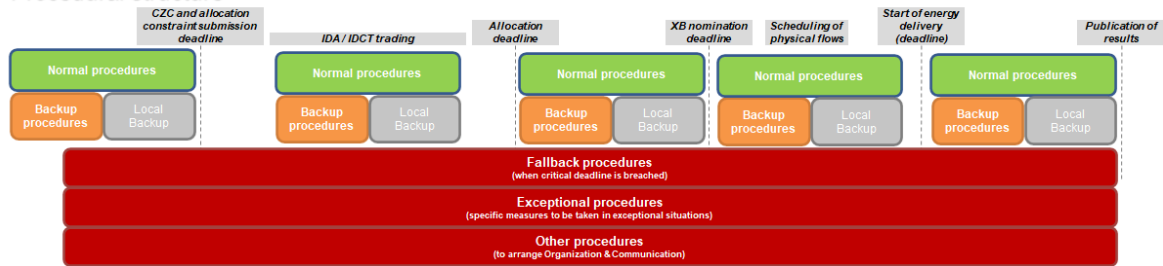 CZC and allocation
constraint submission
deadline
IDA / IDCT trading
Allocation
deadline
XB nomination
deadline
Scheduling of
physical flows
Start of energy
delivery
(deadline)
Publication of
results
Normal procedures
Normal procedures
Normal procedures
Normal procedures
Normal procedures
Backup
procedures
Local
Backup
Backup
procedures
Local
Backup
Backup
procedures
Local
Backup
Backup
procedures
Local
Backup
Backup
procedures
Local
Backup
Fallback procedures
(when critical deadline is breached)
Exceptional procedures
(specific measures to be taken in exceptional situations)
Other procedures
(to arrange Organization & Communication)